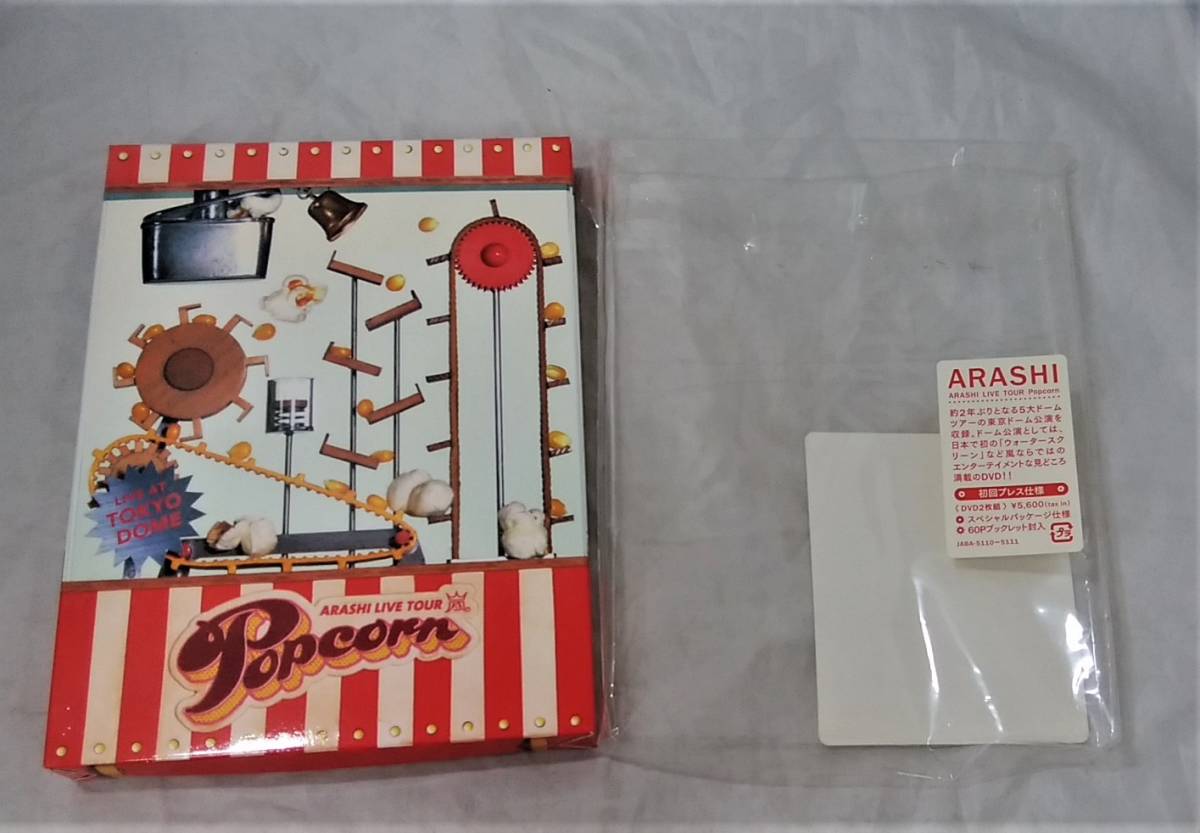 LIVE AT
TOKYO
DOME
ARASHI LIVE TOUR
Popcorn
ARASHI
ARASHI LIVE TOUR Popcorn
約2年ぶりとなる5大ドーム
ツアーの東京ドーム公演を
収録。ドーム公演としては、
日本で初の「ウォータースク
リーン」など嵐ならではの
エンターテイメントな見どころ
満載のDVD!!
初回プレス仕様
〈DVD2枚組〉¥5,600(tax in)
スペシャルパッケージ仕様
60Pブックレット封入
プラ
JABA-5110~5111